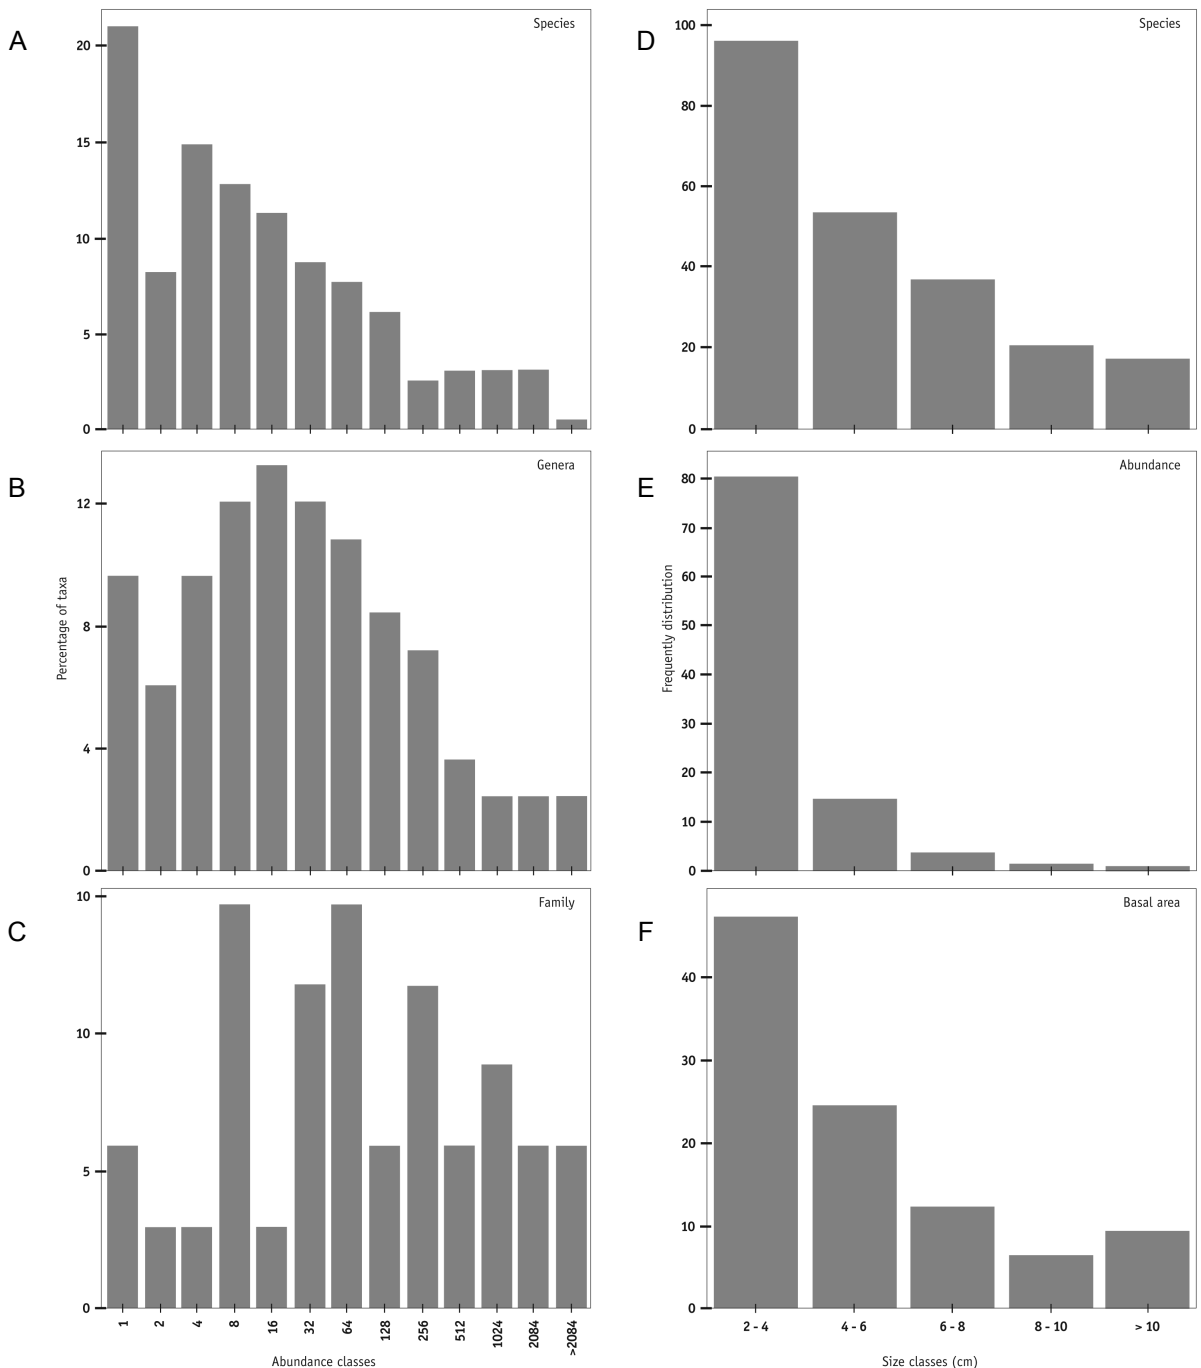 A
Species
20
15
10
5
0
B
Genera
12
8
4
0
C
Family
10
10
5
0
Percentage of taxa
1 2 4 8 16 32 64 128 256 512 1024 2084 >2084
Abundance classes
D
Species
100
80
60
40
20
0
E
Abundance
80
70
60
50
40
30
20
10
0
F
Basal area
40
30
20
10
0
Frequently distribution
2 - 4 4 - 6 6 - 8 8 - 10 > 10
Size classes (cm)